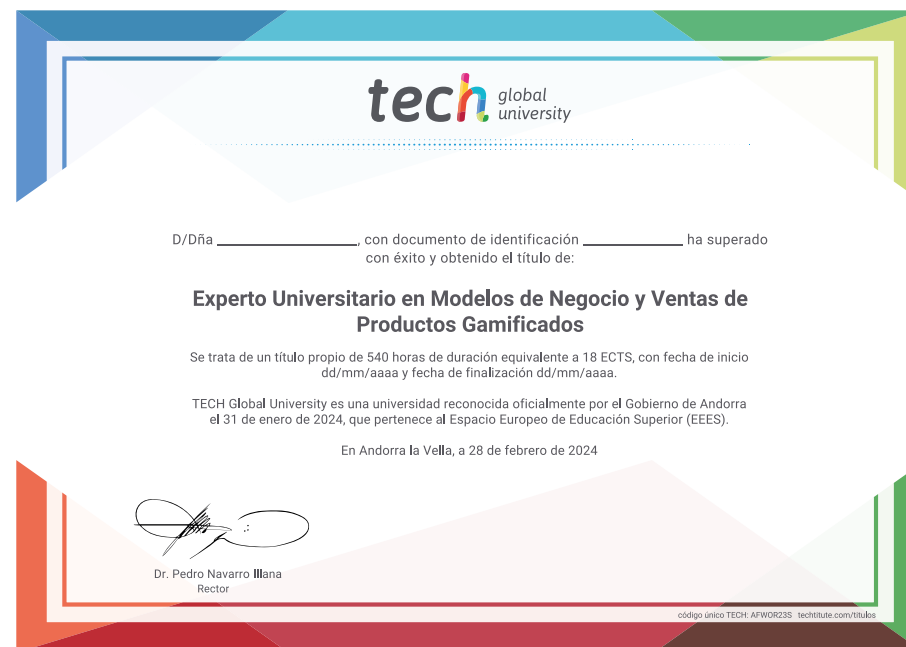 tech global
university
D/Dña ____________________, con documento de identificación ______________ ha superado
con éxito y obtenido el título de:
Experto Universitario en Modelos de Negocio y Ventas de
Productos Gamificados
Se trata de un título propio de 540 horas de duración equivalente a 18 ECTS, con fecha de inicio
dd/mm/aaaa y fecha de finalización dd/mm/aaaa.
TECH Global University es una universidad reconocida oficialmente por el Gobierno de Andorra
el 31 de enero de 2024, que pertenece al Espacio Europeo de Educación Superior (EEES).
En Andorra la Vella, a 28 de febrero de 2024
Dr. Pedro Navarro Illana
Rector
código único TECH: AFWOR23S techtitute.com/titulos